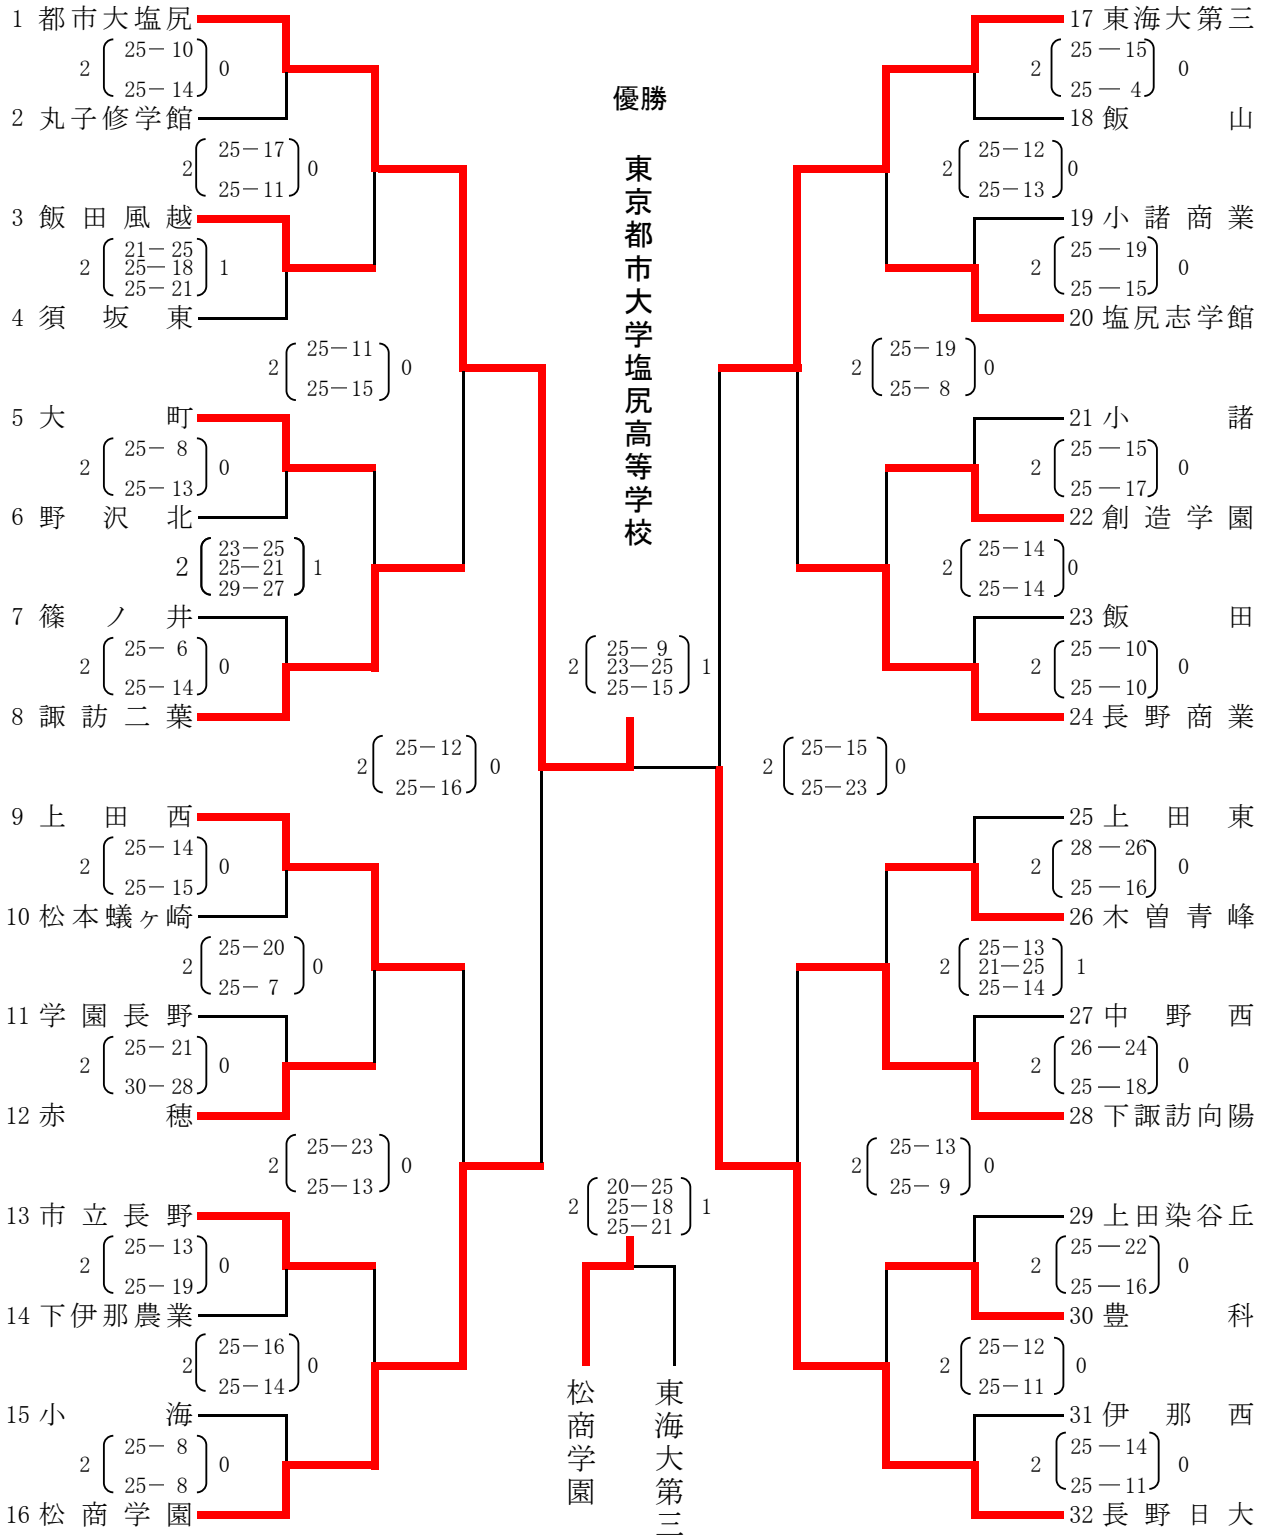 1 都市大塩尻
2 25－10 0
25－14
2 丸子修学館
2 25－17 0
25－11
3 飯田風越
21－25
2 25－18 1
25－21
4 須坂東
2 25－11 0
25－15
5 大町
2 25－8 0
25－13
6 野沢北
23－25
2 25－21 1
29－27
7 篠ノ井
2 25－6 0
25－14
8 諏訪二葉
2 25－12 0
25－16
9 上田西
2 25－14 0
25－15
10 松本蟻ヶ崎
2 25－20 0
25－7
11 学園長野
2 25－21 0
30－28
12 赤穂
2 25－23 0
25－13
13 市立長野
2 25－13 0
25－19
14 下伊那農業
2 25－16 0
25－14
15 小海
2 25－8 0
25－8
16 松商学園
優勝
東京都市大学塩尻高等学校
25－9
2 23－25 1
25－15
20－25
2 25－18 1
25－21
松商学園
東海大第三
17 東海大第三
2 25－15 0
25－4
18 飯山
2 25－12 0
25－13
19 小諸商業
2 25－19 0
25－15
20 塩尻志学館
2 25－19 0
25－8
21 小諸
2 25－15 0
25－17
22 創造学園
2 25－14 0
25－14
23 飯田
2 25－10 0
25－10
24 長野商業
2 25－15 0
25－23
25 上田東
2 28－26 0
25－16
26 木曽青峰
25－13
2 21－25 1
25－14
27 中野西
2 26－24 0
25－18
28 下諏訪向陽
2 25－13 0
25－9
29 上田染谷丘
2 25－22 0
25－16
30 豊科
2 25－12 0
25－11
31 伊那西
2 25－14 0
25－11
32 長野日大